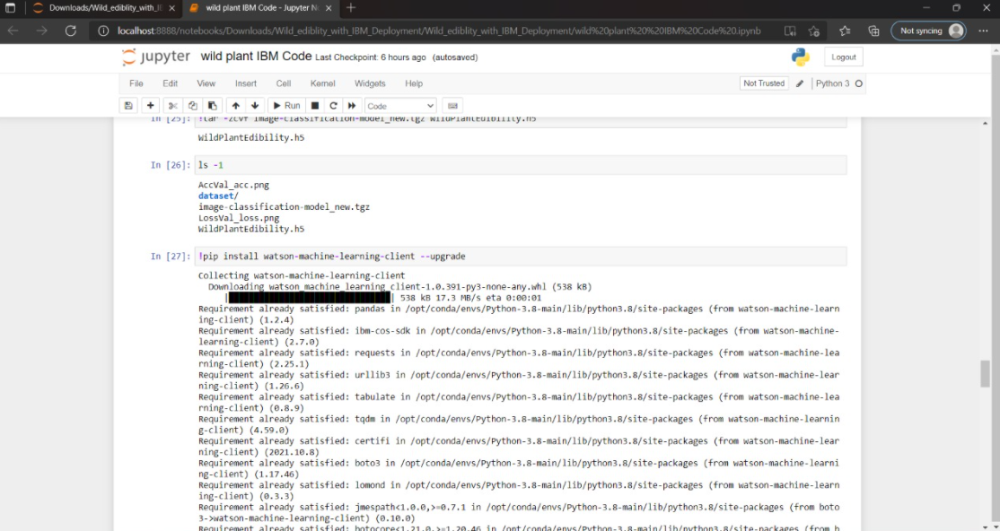 Downloads/Wild_ediblity_with_I
wild plant IBM Code - Jupyter N
localhost:8888/notebooks/Downloads/Wild_ediblity_with_IBM_Deployment/Wild_ediblity_with_IBM_Deployment/wild%20plant%20%20IBM%20Code%20.ipynb
Not syncing
jupyter wild plant IBM Code Last Checkpoint: 6 hours ago (autosaved)
Logout
File Edit View Insert Cell Kernel Widgets Help
Not Trusted
Python 3
Run
Code
In [25]: !tar -zcvf image-classification-model_new.tgz WildPlantEdibility.h5
WildPlantEdibility.h5
In [26]: ls -1
AccVal_acc.png
dataset/
image-classification-model_new.tgz
LossVal_loss.png
WildPlantEdibility.h5
In [27]: !pip install watson-machine-learning-client --upgrade
Collecting watson-machine-learning-client
Downloading watson_machine_learning_client-1.0.391-py3-none-any.whl (538 kB)
| 538 kB 17.3 MB/s eta 0:00:01
Requirement already satisfied: pandas in /opt/conda/envs/Python-3.8-main/lib/python3.8/site-packages (from watson-machine-learn
ing-client) (1.2.4)
Requirement already satisfied: ibm-cos-sdk in /opt/conda/envs/Python-3.8-main/lib/python3.8/site-packages (from watson-machine-
learning-client) (2.7.0)
Requirement already satisfied: requests in /opt/conda/envs/Python-3.8-main/lib/python3.8/site-packages (from watson-machine-lea
rning-client) (2.25.1)
Requirement already satisfied: urllib3 in /opt/conda/envs/Python-3.8-main/lib/python3.8/site-packages (from watson-machine-lear
ning-client) (1.26.6)
Requirement already satisfied: tabulate in /opt/conda/envs/Python-3.8-main/lib/python3.8/site-packages (from watson-machine-lea
rning-client) (0.8.9)
Requirement already satisfied: tqdm in /opt/conda/envs/Python-3.8-main/lib/python3.8/site-packages (from watson-machine-learnin
g-client) (4.59.0)
Requirement already satisfied: certifi in /opt/conda/envs/Python-3.8-main/lib/python3.8/site-packages (from watson-machine-lear
ning-client) (2021.10.8)
Requirement already satisfied: boto3 in /opt/conda/envs/Python-3.8-main/lib/python3.8/site-packages (from watson-machine-learni
ng-client) (1.17.46)
Requirement already satisfied: lomond in /opt/conda/envs/Python-3.8-main/lib/python3.8/site-packages (from watson-machine-learn
ing-client) (0.3.3)
Requirement already satisfied: jmespath<1.0.0,>=0.7.1 in /opt/conda/envs/Python-3.8-main/lib/python3.8/site-packages (from boto
3->watson-machine-learning-client) (0.10.0)
Requirement already satisfied: botocore<1.21.0,>=1.20.46 in /opt/conda/envs/Python-3.8-main/lib/python3.8/site-packages (from b